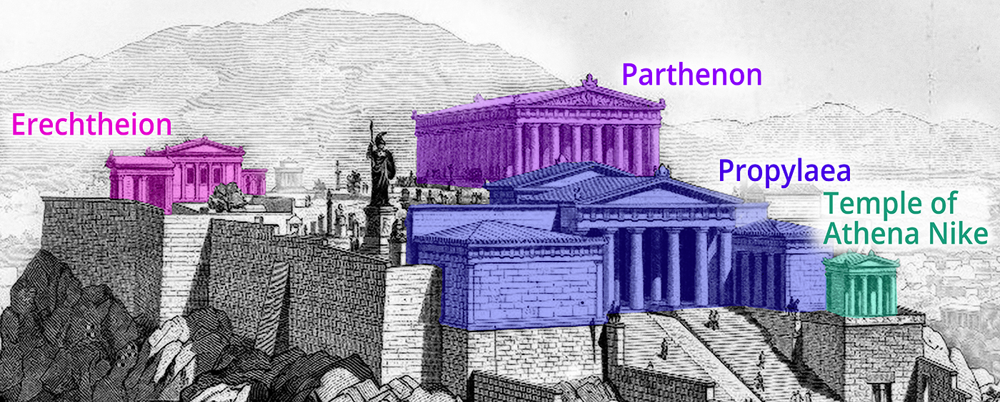 Parthenon
Erechtheion
Propylaea
Temple of
Athena Nike